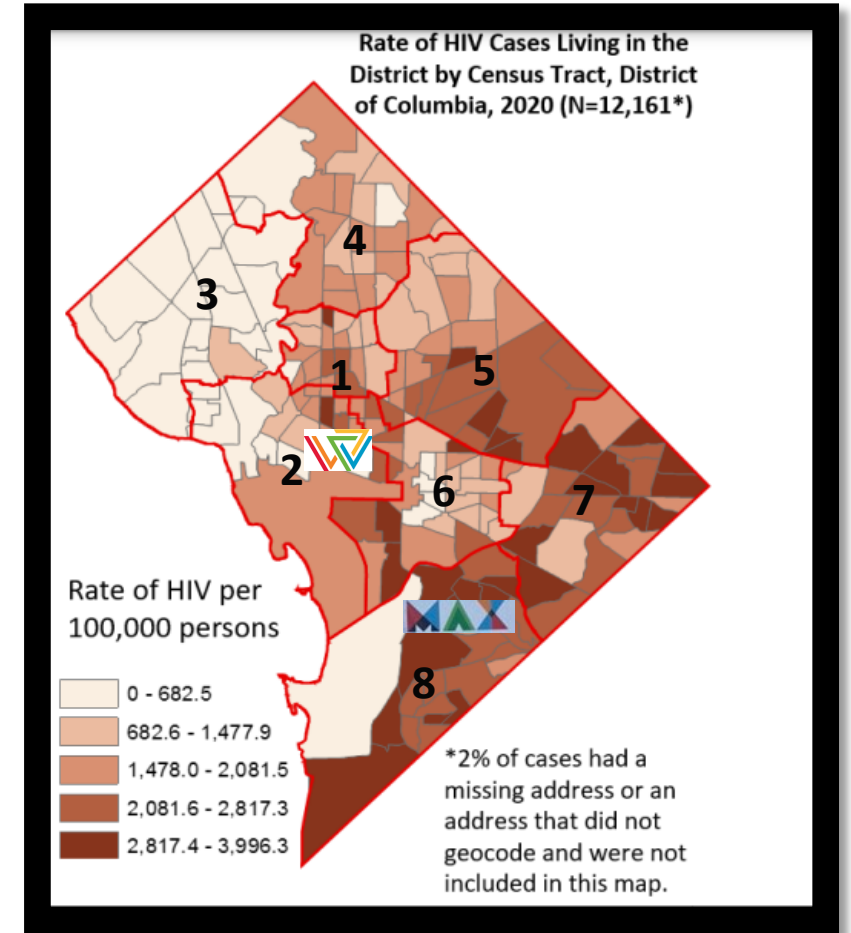 Rate of HIV Cases Living in the
District by Census Tract, District
of Columbia, 2020 (N=12,161*)
4
3
1
5
2
W
6
7
MAX
8
Rate of HIV per
100,000 persons
0 - 682.5
682.6 - 1,477.9
1,478.0 - 2,081.5
2,081.6 - 2,817.3
2,817.4 - 3,996.3
*2% of cases had a
missing address or an
address that did not
geocode and were not
included in this map.